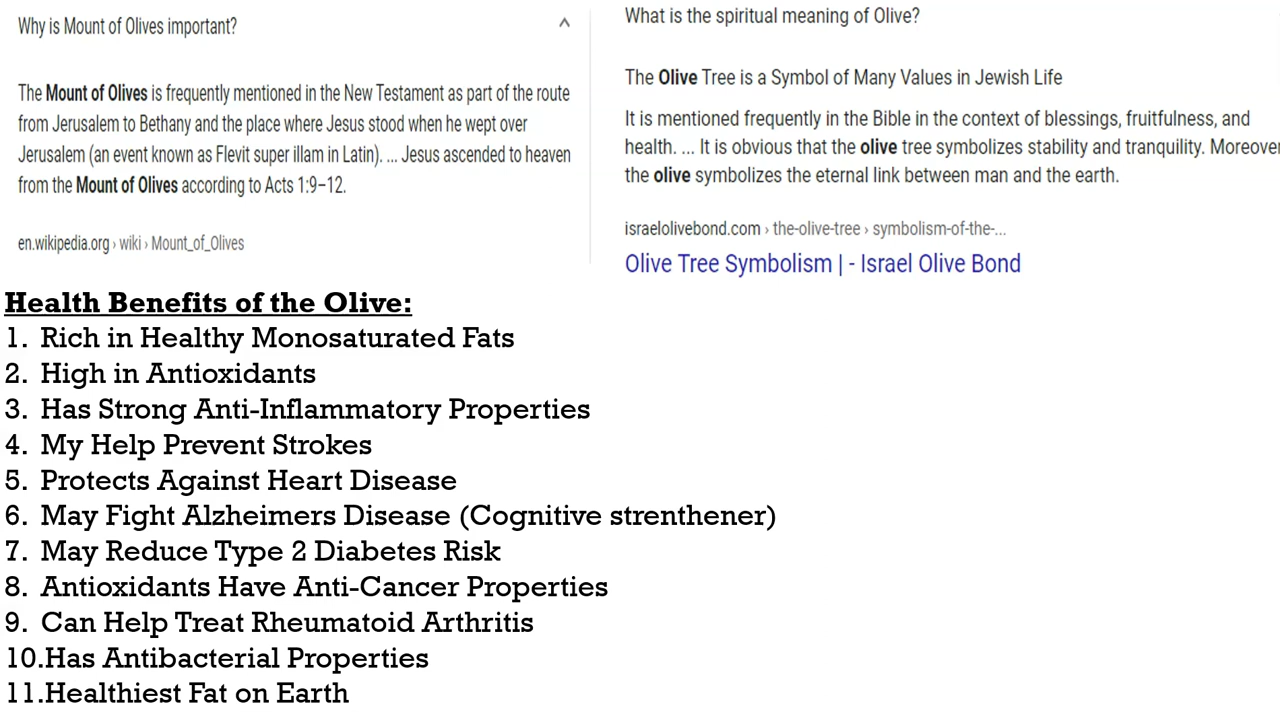 Why is Mount of Olives important?
The Mount of Olives is frequently mentioned in the New Testament as part of the route
from Jerusalem to Bethany and the place where Jesus stood when he wept over
Jerusalem (an event known as Flevit super illam in Latin). ... Jesus ascended to heaven
from the Mount of Olives according to Acts 1:9–12.
en.wikipedia.org › wiki › Mount_of_Olives
What is the spiritual meaning of Olive?
The Olive Tree is a Symbol of Many Values in Jewish Life
It is mentioned frequently in the Bible in the context of blessings, fruitfulness, and
health. ... It is obvious that the olive tree symbolizes stability and tranquility. Moreover
the olive symbolizes the eternal link between man and the earth.
israelolivebond.com › the-olive-tree › symbolism-of-the-...
Olive Tree Symbolism | - Israel Olive Bond
Health Benefits of the Olive:
1. Rich in Healthy Monosaturated Fats
2. High in Antioxidants
3. Has Strong Anti-Inflammatory Properties
4. My Help Prevent Strokes
5. Protects Against Heart Disease
6. May Fight Alzheimers Disease (Cognitive strenthener)
7. May Reduce Type 2 Diabetes Risk
8. Antioxidants Have Anti-Cancer Properties
9. Can Help Treat Rheumatoid Arthritis
10.Has Antibacterial Properties
11.Healthiest Fat on Earth